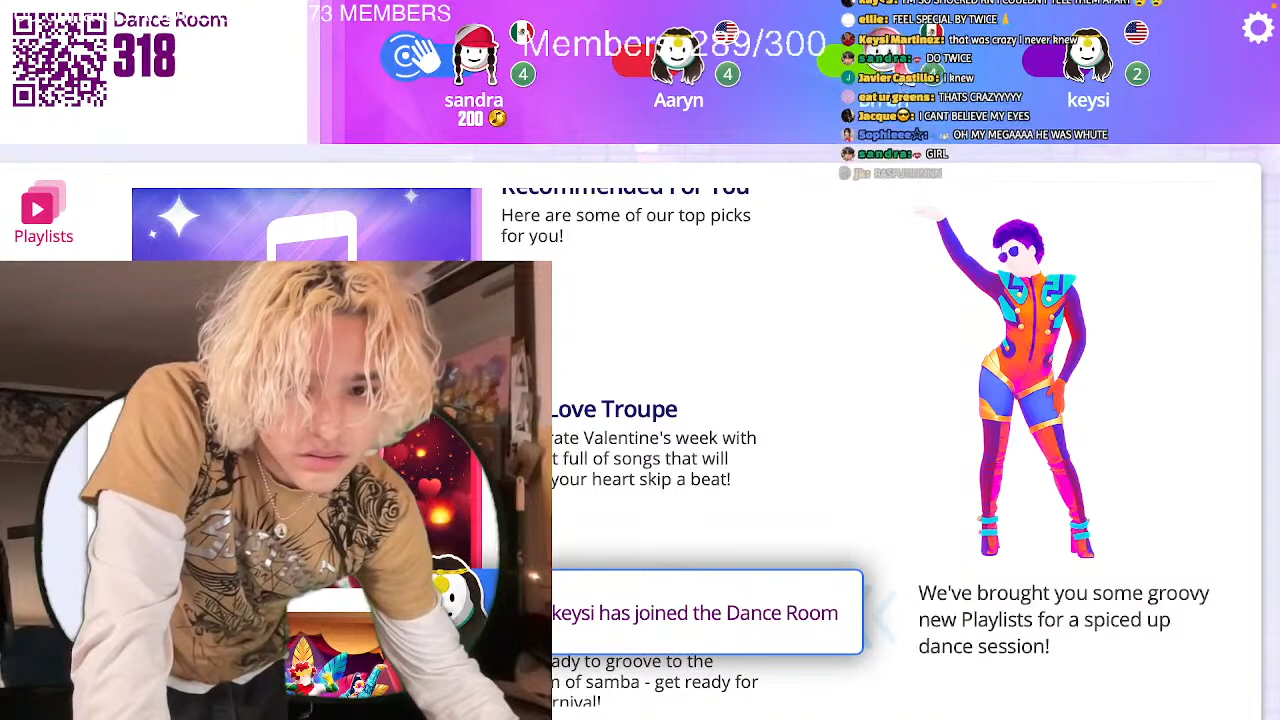 73 MEMBERS
Dance Room
318
Members 289/300
sandra
200
4
Aaryn
4
keysi
2
ellie: FEEL SPECIAL BY TWICE
Keysi Martinez: that was crazy I never knew
sandra: DO TWICE
Javier Castillo: i knew
eat ur greens: THATS CRAZYYYYY
Jacque: I CANT BELIEVE MY EYES
Sophieee: OH MY MEGAAAA HE WAS WHUTE
sandra: GIRL
Playlists
Recommended For You
Here are some of our top picks
for you!
Love Troupe
rate Valentine's week with
t full of songs that will
your heart skip a beat!
keysi has joined the Dance Room
ady to groove to the
m of samba - get ready for
rnival!
We've brought you some groovy
new Playlists for a spiced up
dance session!